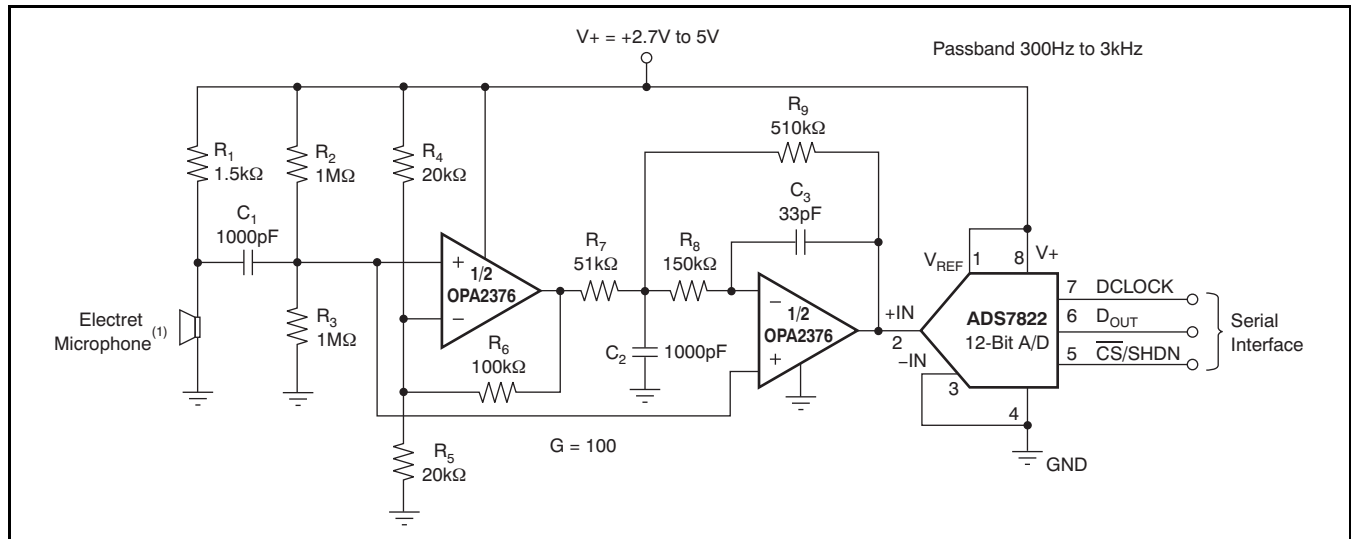 V+ = +2.7V to 5V
Passband 300Hz to 3kHz
R9
510kΩ
R1
1.5kΩ
R2
1MΩ
R4
20kΩ
C3
33pF
C1
1000pF
R7
51kΩ
R8
150kΩ
VREF
1
8
V+
+
1/2
OPA2376
−
−
1/2
OPA2376
+
7 DCLOCK
6 DOUT
5 CS/SHDN
Serial
Interface
+IN
2
−IN
3
ADS7822
12-Bit A/D
4
Electret
Microphone(1)
R3
1MΩ
R6
100kΩ
C2
1000pF
G = 100
R5
20kΩ
GND